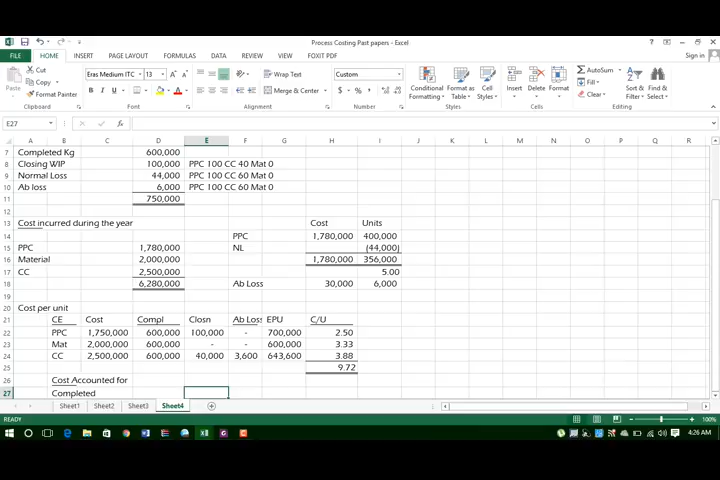 Process Costing Past papers - Excel
FILE HOME INSERT PAGE LAYOUT FORMULAS DATA REVIEW VIEW FOXIT PDF Sign in
Cut Eras Medium ITC 13 Wrap Text Custom AutoSum
Copy Fill
Paste Format Painter Merge & Center Conditional Formatting Format as Table Cell Styles Insert Delete Format Clear Sort & Filter Find & Select
Clipboard Font Alignment Number Styles Cells Editing
E27 fx
A B C D E F G H I J K L M N O P Q R
7 Completed Kg 600,000
8 Closing WIP 100,000 PPC 100 CC 40 Mat 0
9 Normal Loss 44,000 PPC 100 CC 60 Mat 0
10 Ab loss 6,000 PPC 100 CC 60 Mat 0
11 750,000
12
13 Cost incurred during the year Cost Units
14 PPC 1,780,000 400,000
15 PPC 1,780,000 NL (44,000)
16 Material 2,000,000 1,780,000 356,000
17 CC 2,500,000 5.00
18 6,280,000 Ab Loss 30,000 6,000
19
20 Cost per unit
21 CE Cost Compl Closn Ab Loss EPU C/U
22 PPC 1,750,000 600,000 100,000 - 700,000 2.50
23 Mat 2,000,000 600,000 - - 600,000 3.33
24 CC 2,500,000 600,000 40,000 3,600 643,600 3.88
25 9.72
26 Cost Accounted for
27 Completed
Sheet1 Sheet2 Sheet3 Sheet4
READY 100%
4:26 AM